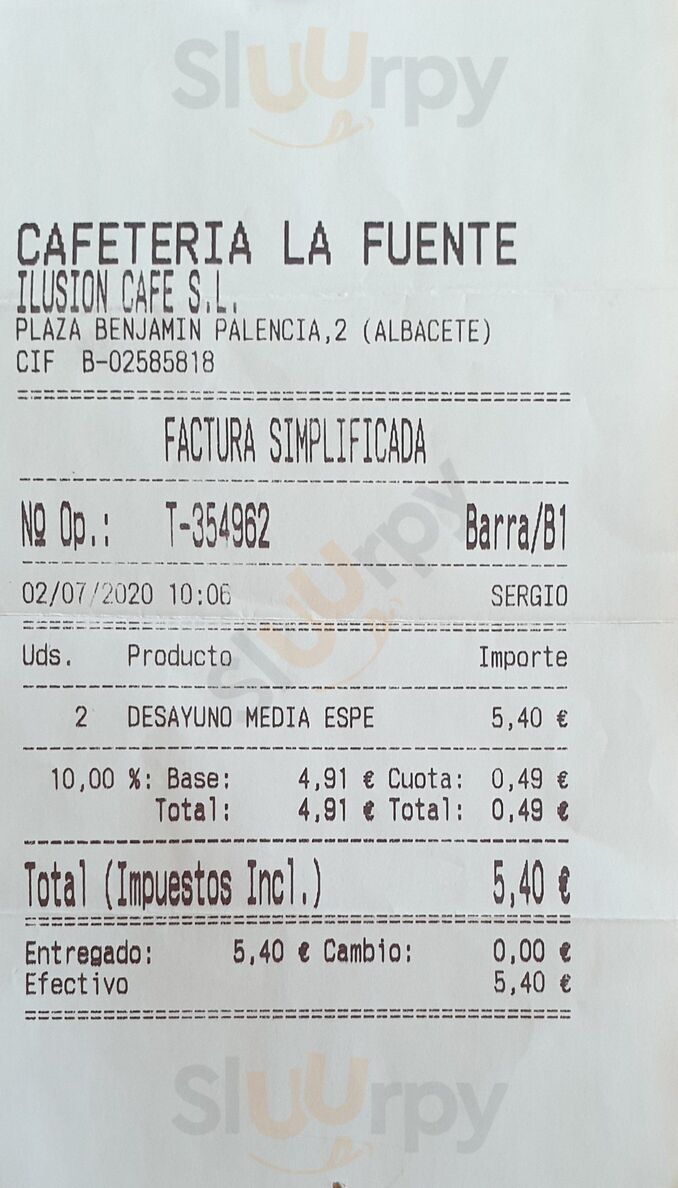 Sluurpy
CAFETERIA LA FUENTE
ILUSION CAFE S.L.
PLAZA BENJAMIN PALENCIA,2 (ALBACETE)
CIF B-02585818
FACTURA SIMPLIFICADA
Nº Op.: T-354962 Barra/B1
02/07/2020 10:06 SERGIO
Sluurpy
Uds. Producto Importe
2 DESAYUNO MEDIA ESPE 5,40 €
10,00 %: Base: 4,91 € Cuota: 0,49 €
Total: 4,91 € Total: 0,49 €
Total (Impuestos Incl.) 5,40 €
Entregado: 5,40 € Cambio: 0,00 €
Efectivo 5,40 €
Sluurpy